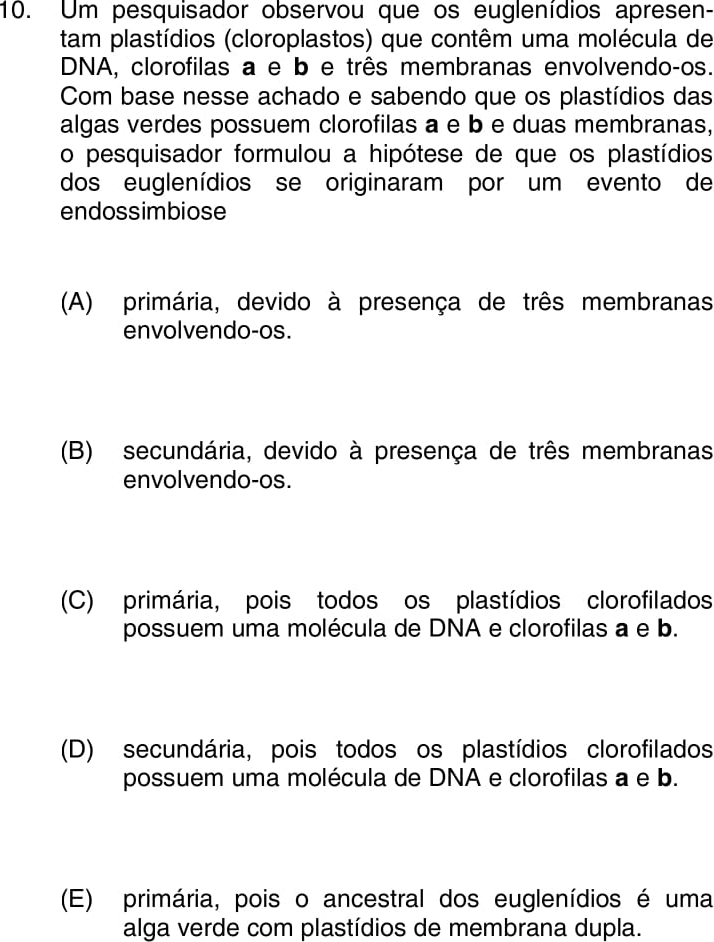 10. Um pesquisador observou que os euglenídios apresen-
tam plastídios (cloroplastos) que contêm uma molécula de
DNA, clorofilas a e b e três membranas envolvendo-os.
Com base nesse achado e sabendo que os plastídios das
algas verdes possuem clorofilas a e b e duas membranas,
o pesquisador formulou a hipótese de que os plastídios
dos euglenídios se originaram por um evento de
endossimbiose
(A) primária, devido à presença de três membranas
envolvendo-os.
(B) secundária, devido à presença de três membranas
envolvendo-os.
(C) primária, pois todos os plastídios clorofilados
possuem uma molécula de DNA e clorofilas a e b.
(D) secundária, pois todos os plastídios clorofilados
possuem uma molécula de DNA e clorofilas a e b.
(E) primária, pois o ancestral dos euglenídios é uma
alga verde com plastídios de membrana dupla.